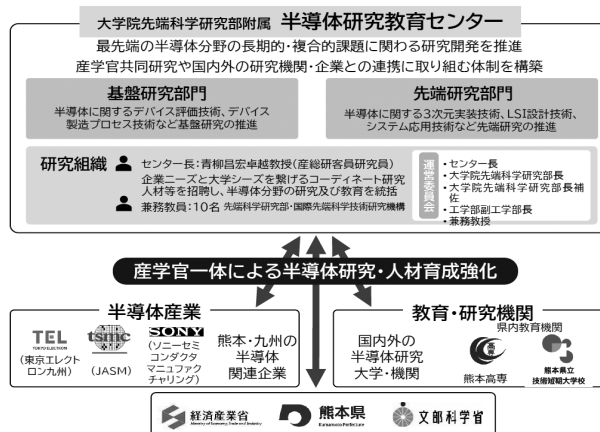 大学院先端科学研究部附属 半導体研究教育センター
最先端の半導体分野の長期的・複合的課題に関わる研究開発を推進
産学官共同研究や国内外の研究機関・企業との連携に取り組む体制を構築
基盤研究部門
半導体に関するデバイス評価技術、デバイス
製造プロセス技術など基盤研究の推進
先端研究部門
半導体に関する3次元実装技術、LSI設計技術、
システム応用技術など先端研究の推進
研究組織
センター長：青柳昌宏卓越教授（産総研客員研究員）
企業ニーズと大学シーズを繋げるコーディネート研究
人材等を招聘し、半導体分野の研究及び教育を統括
兼務教員：10名 先端科学研究部・国際先端科学技術研究機構
運営委員会
・センター長
・大学院先端科学研究部長
・大学院先端科学研究部長補
佐
・工学部副工学部長
・兼務教授
産学官一体による半導体研究・人材育成強化
半導体産業
TEL
TOKYO ELECTRON
（東京エレクト
ロン九州）
tsmc
（JASM）
SONY
（ソニーセミ
コンダクタ
マニュファク
チャリング）
熊本・九州の
半導体
関連企業
教育・研究機関
国内外の
半導体研究
大学・機関
県内教育機関
熊本高専
熊本県立
技術短期大学校
経済産業省
Ministry of Economy, Trade and Industry
熊本県
Kumamoto Prefecture
文部科学省